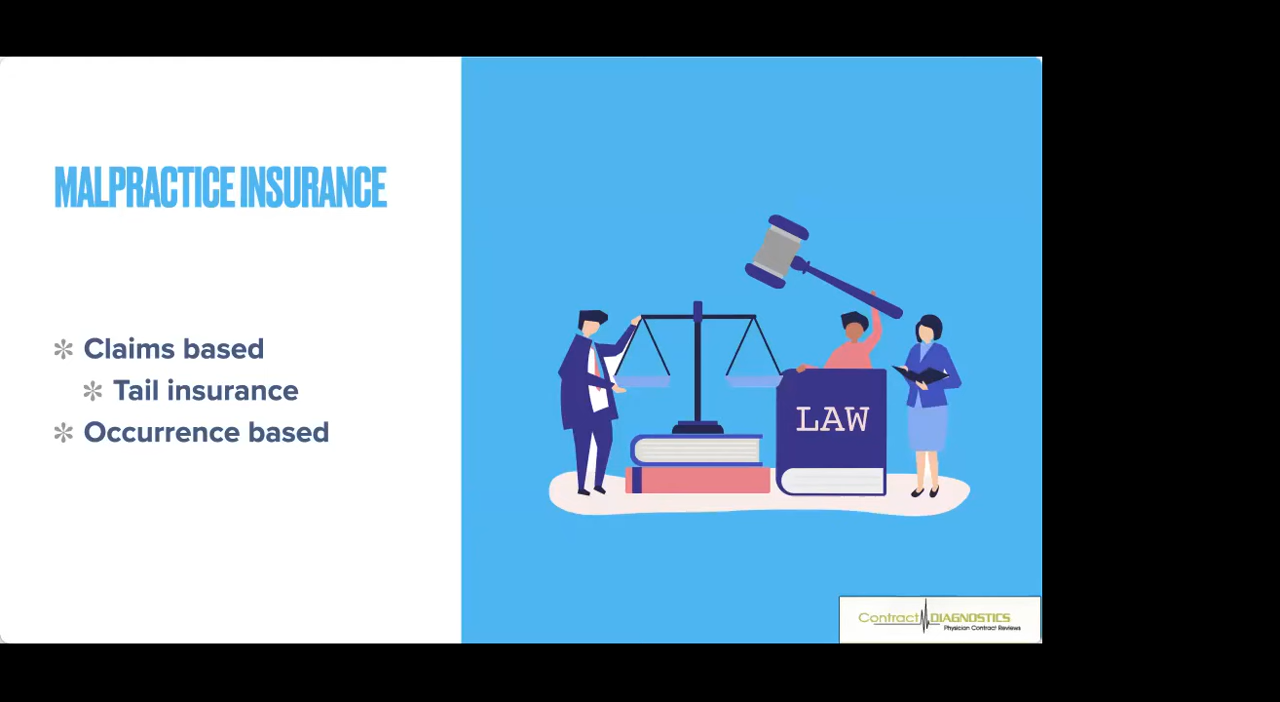 MALPRACTICE INSURANCE
Claims based
Tail insurance
Occurrence based
LAW
Contract DIAGNOSTICS
Physician Contract Reviews